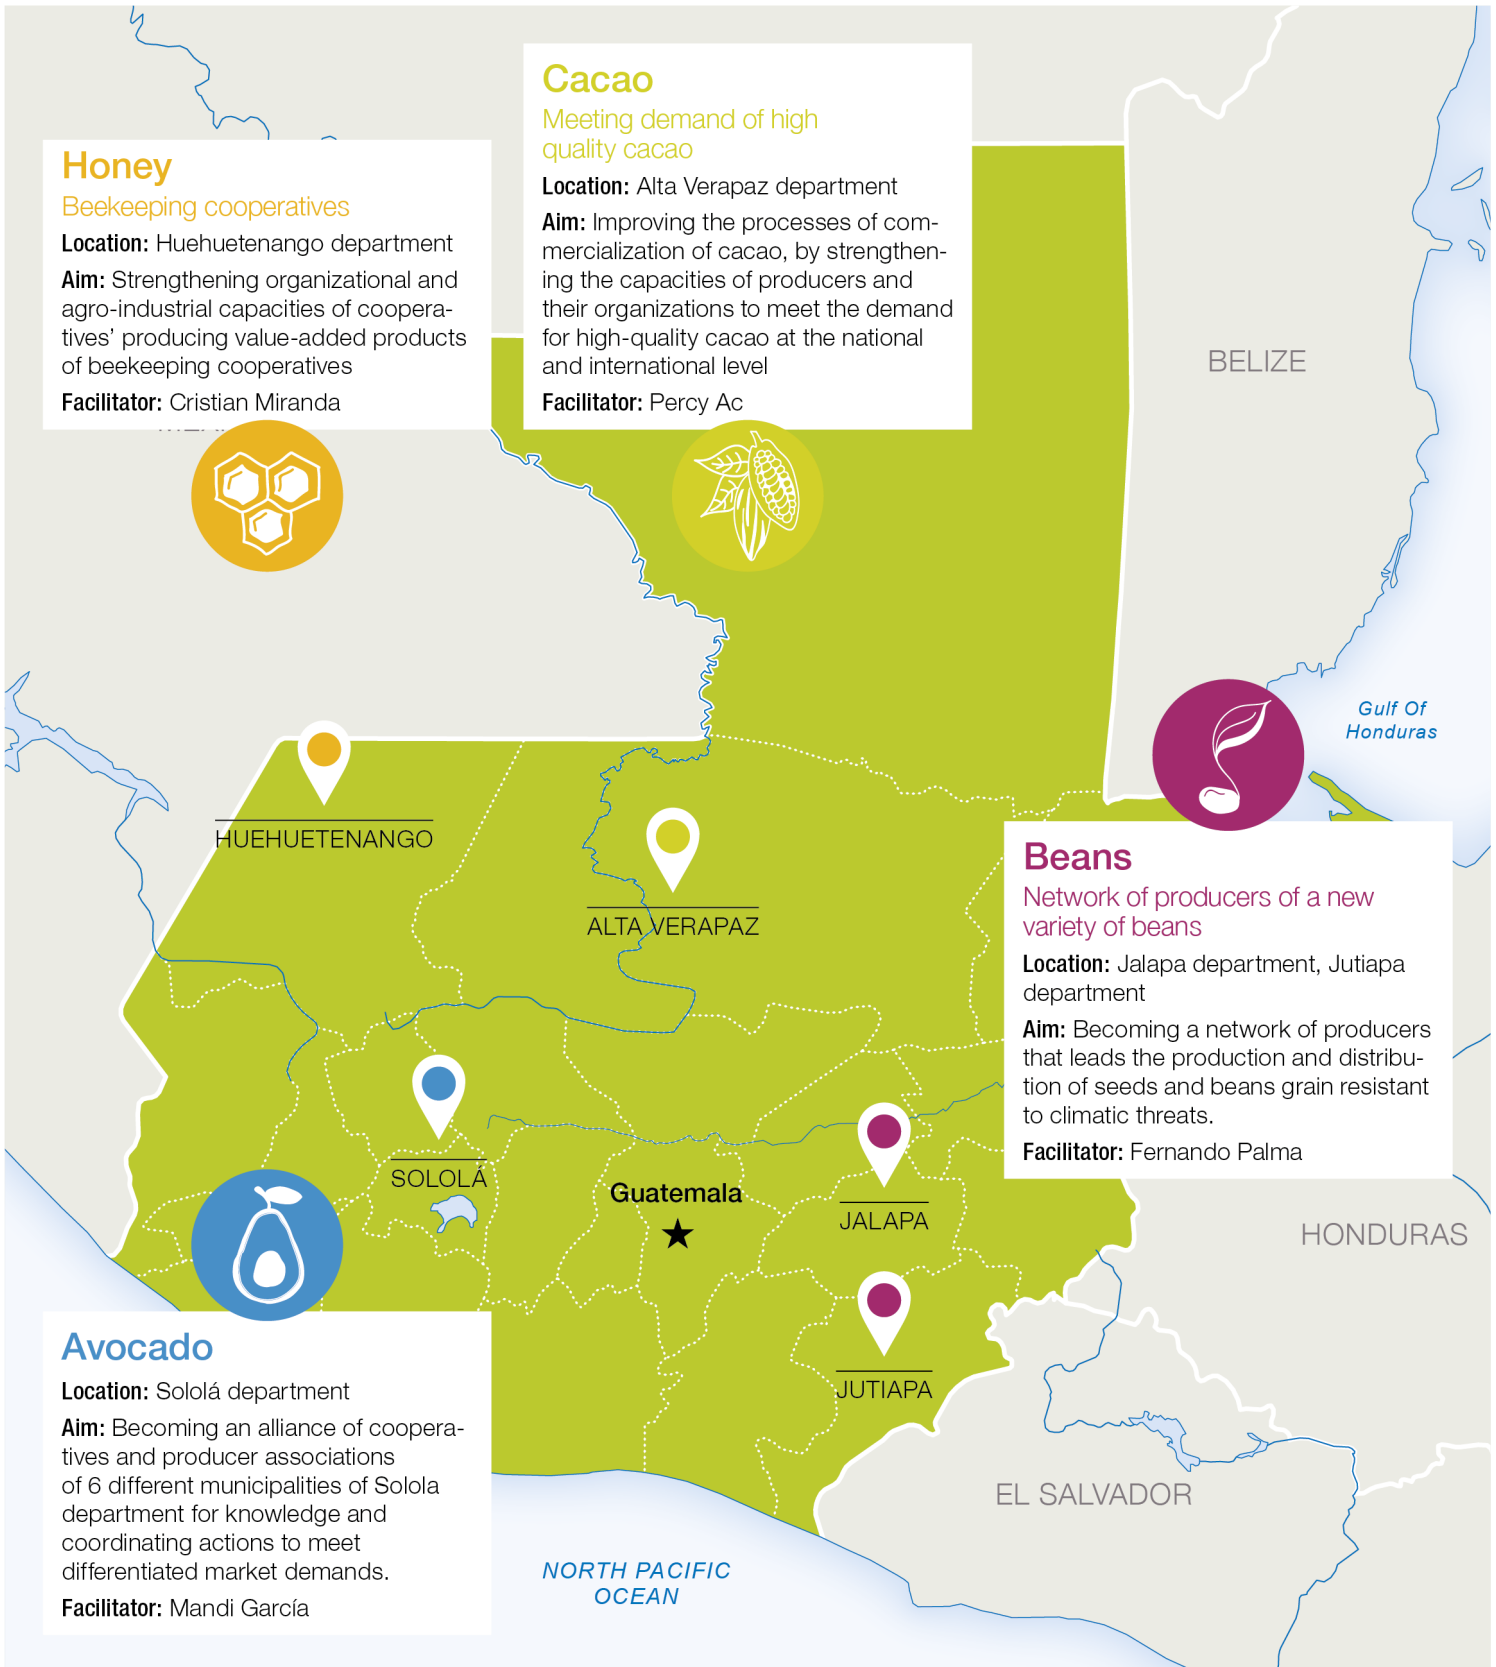 Cacao
Meeting demand of high
quality cacao
Location: Alta Verapaz department
Aim: Improving the processes of com-
mercialization of cacao, by strengthen-
ing the capacities of producers and
their organizations to meet the demand
for high-quality cacao at the national
and international level
Facilitator: Percy Ac
Honey
Beekeeping cooperatives
Location: Huehuetenango department
Aim: Strengthening organizational and
agro-industrial capacities of coopera-
tives’ producing value-added products
of beekeeping cooperatives
Facilitator: Cristian Miranda
BELIZE
Gulf Of
Honduras
HUEHUETENANGO
ALTA VERAPAZ
Beans
Network of producers of a new
variety of beans
Location: Jalapa department, Jutiapa
department
Aim: Becoming a network of producers
that leads the production and distribu-
tion of seeds and beans grain resistant
to climatic threats.
Facilitator: Fernando Palma
SOLOLÁ
Guatemala
JALAPA
HONDURAS
JUTIAPA
Avocado
Location: Sololá department
Aim: Becoming an alliance of coopera-
tives and producer associations
of 6 different municipalities of Solola
department for knowledge and
coordinating actions to meet
differentiated market demands.
Facilitator: Mandi García
EL SALVADOR
NORTH PACIFIC
OCEAN